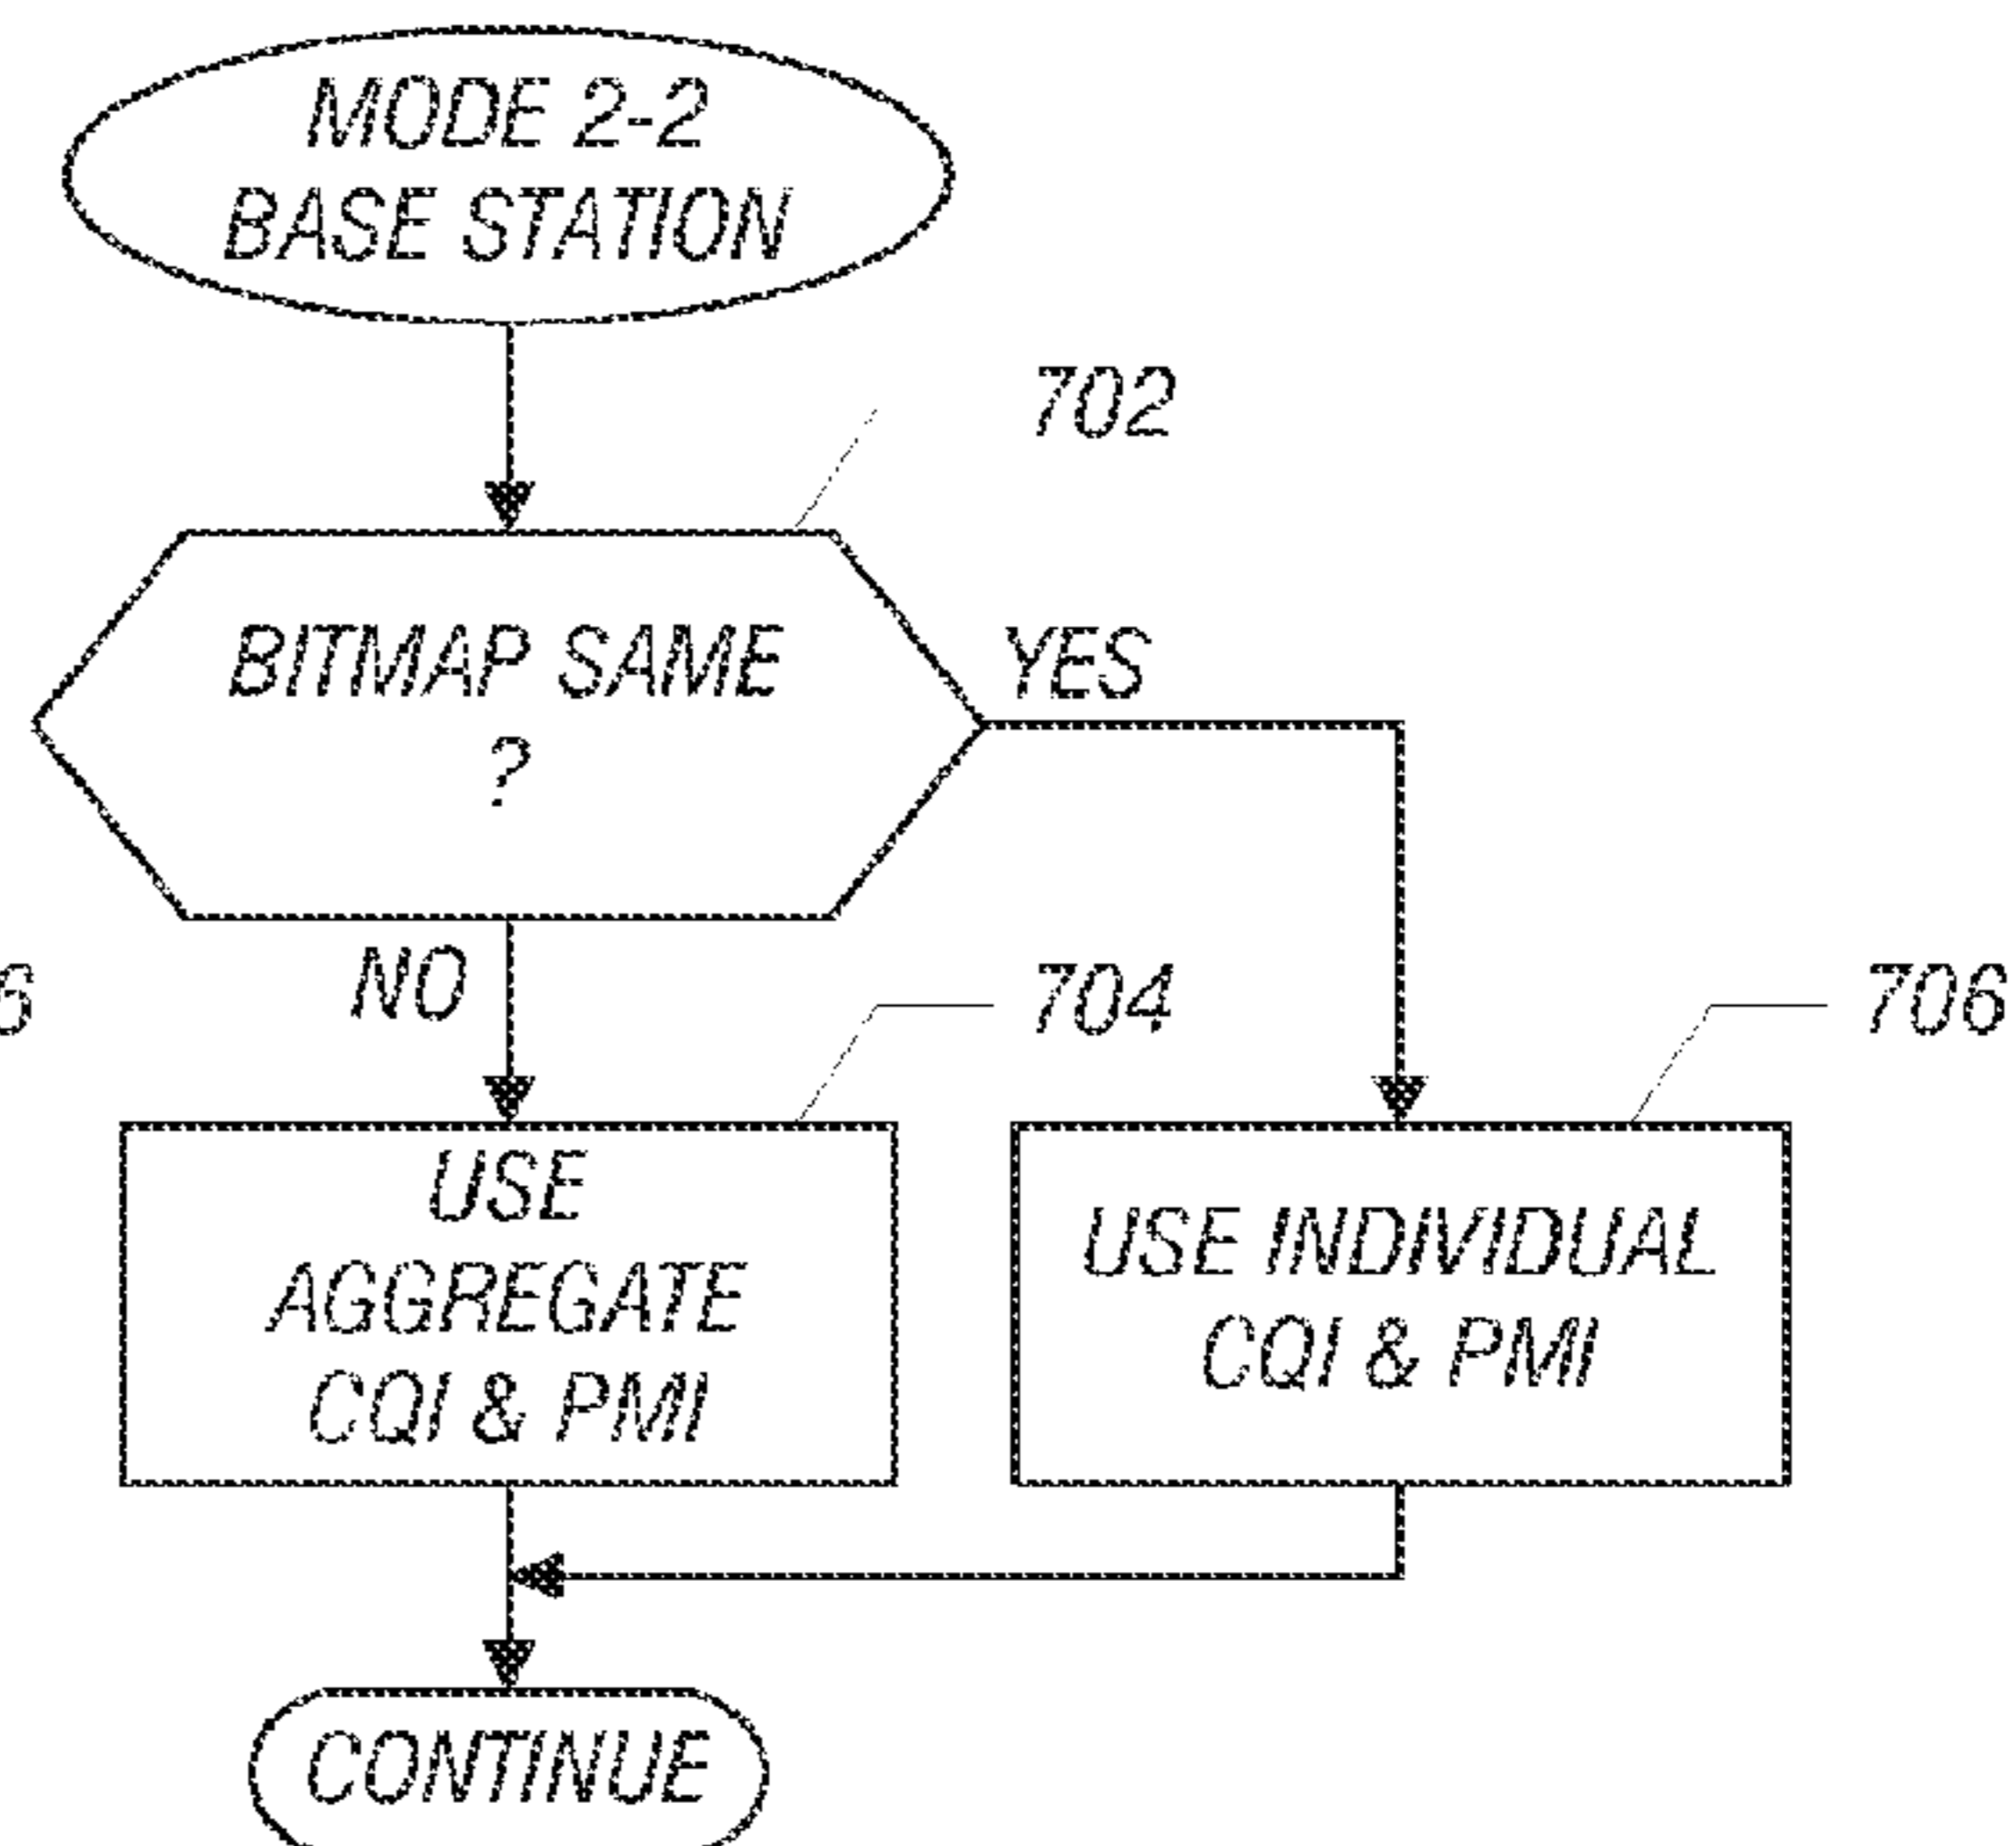 MODE 2-2
BASE STATION
702
BITMAP SAME
?
YES
NO
6
704
706
USE
AGGREGATE
CQI & PMI
USE INDIVIDUAL
CQI & PMI
CONTINUE